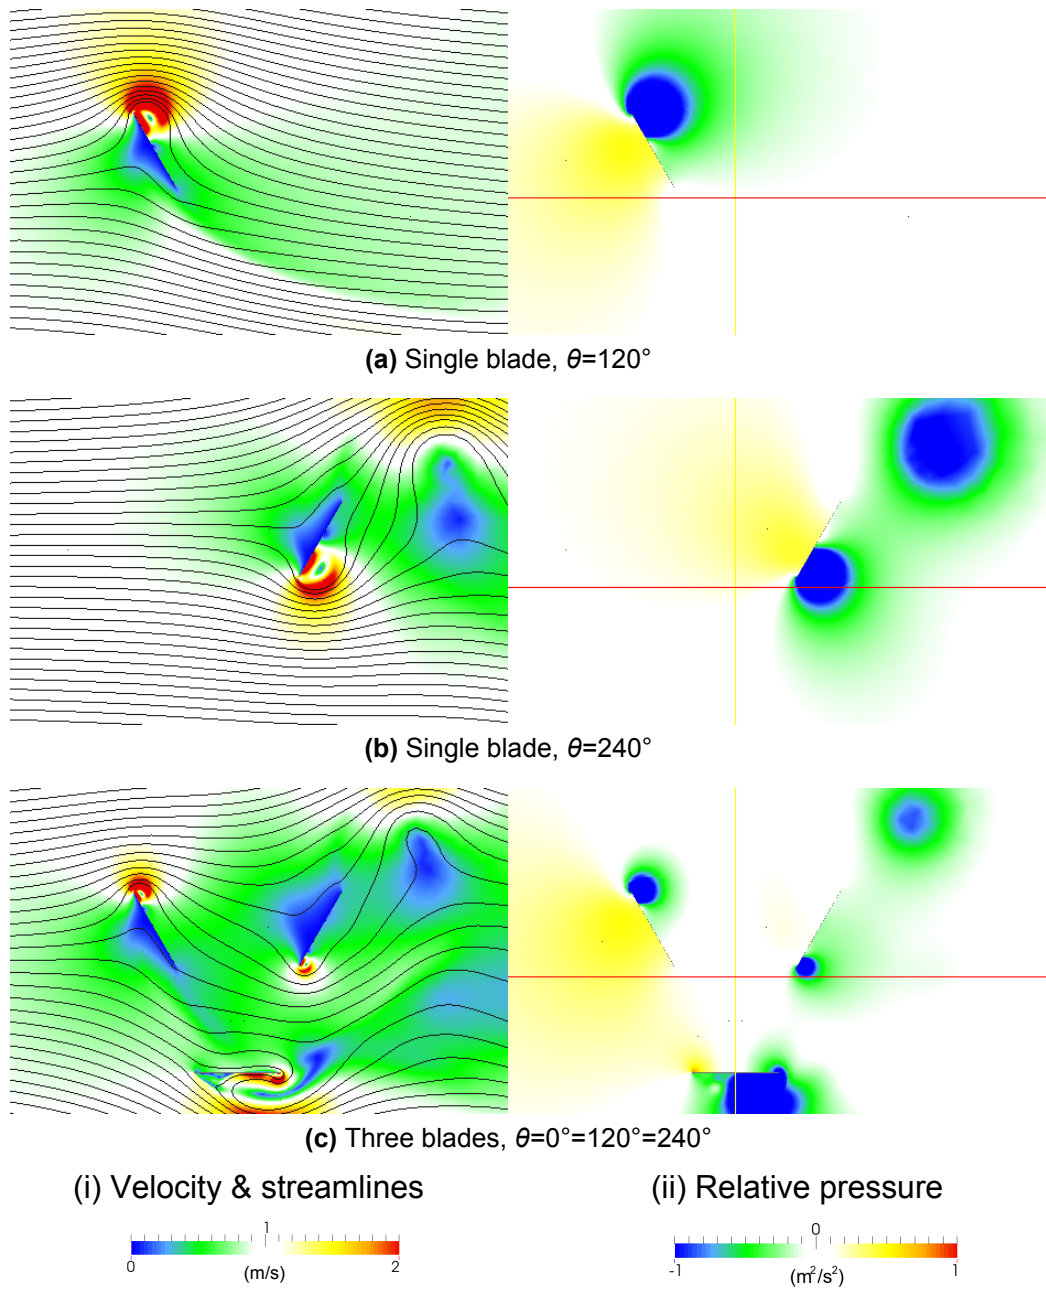 (a) Single blade, θ=120°
(b) Single blade, θ=240°
(c) Three blades, θ=0°=120°=240°
(i) Velocity & streamlines
(ii) Relative pressure
1
0
2
(m/s)
0
-1
1
(m²/s²)